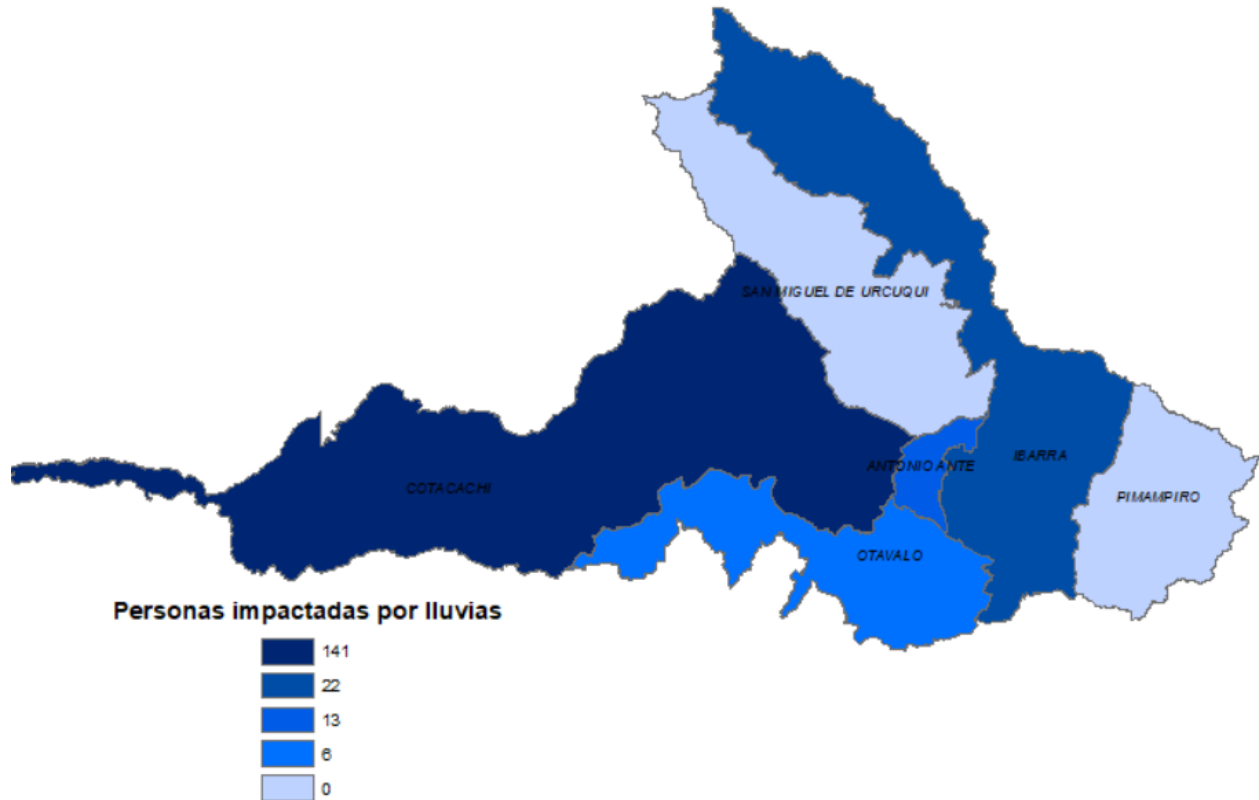 SAN MIGUEL DE URCUQUI
ANTONIO ANTE
IBARRA
COTACACHI
PIMAMPIRO
OTAVALO
Personas impactadas por lluvias
141
22
13
6
0